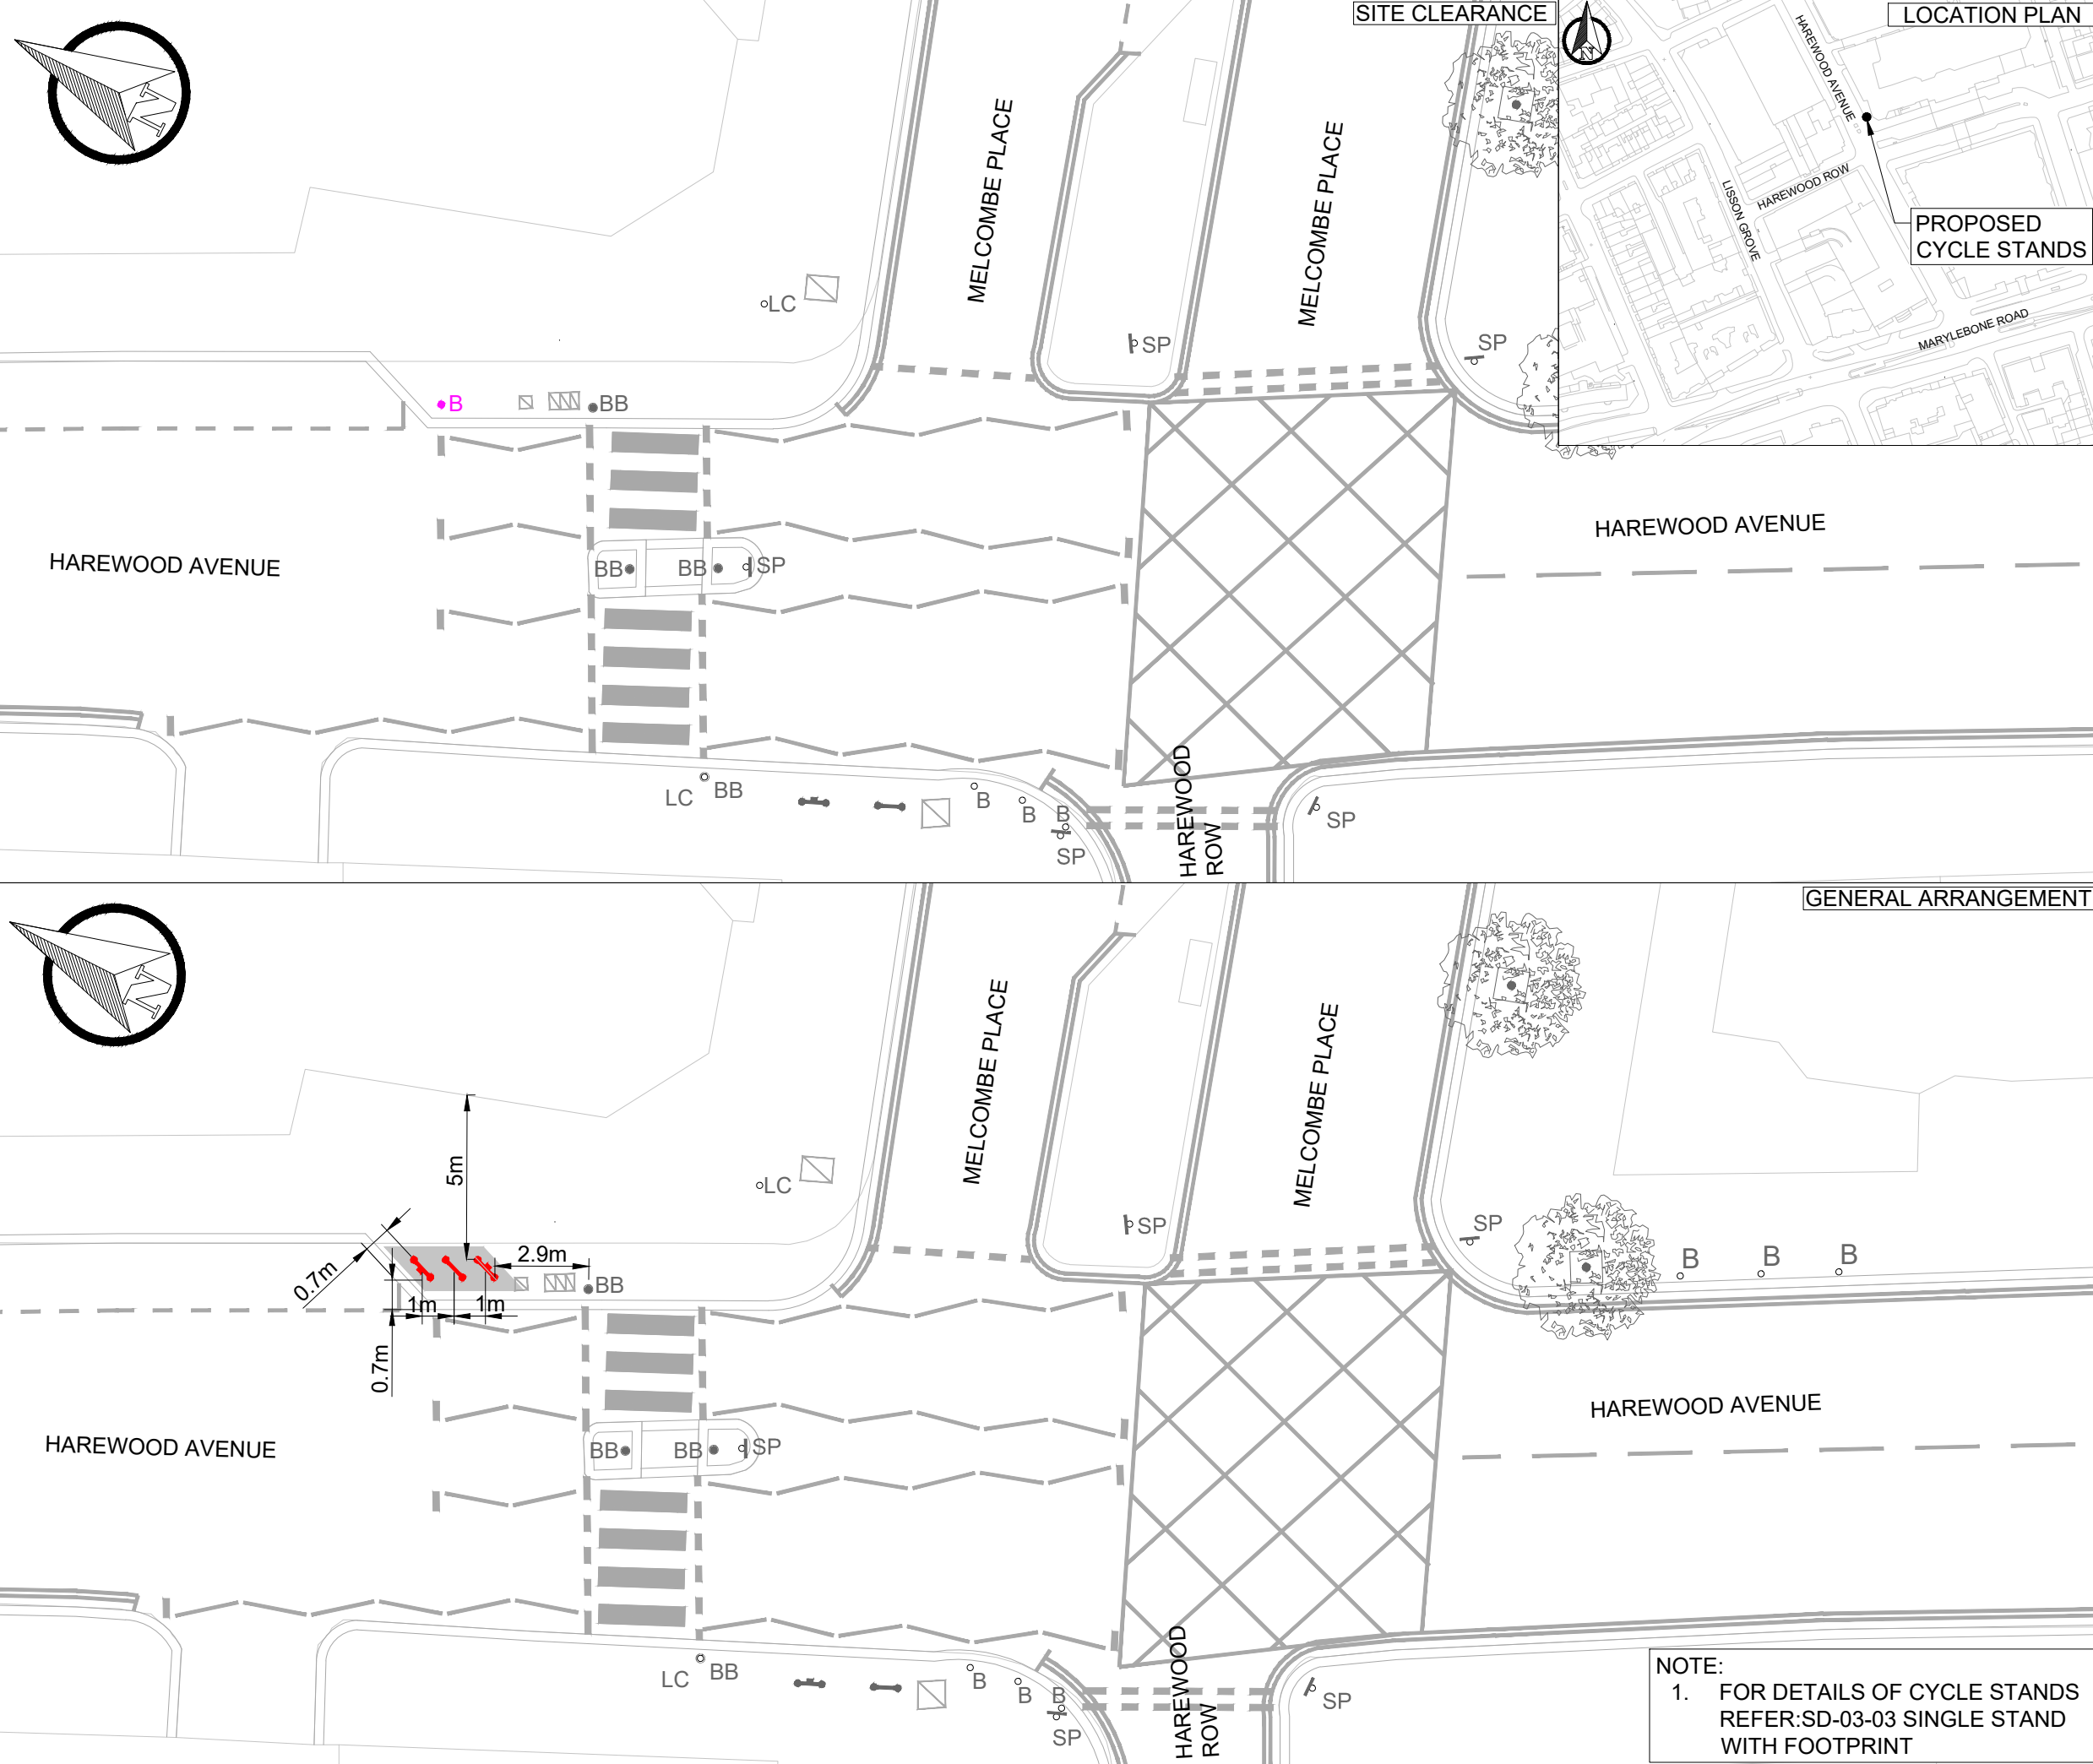 SITE CLEARANCE
LOCATION PLAN
N
N
HAREWOOD AVENUE
LISSON GROVE
HAREWOOD ROW
MARYLEBONE ROAD
PROPOSED
CYCLE STANDS
MELCOMBE PLACE
MELCOMBE PLACE
LC
SP
SP
B
BB
HAREWOOD AVENUE
HAREWOOD AVENUE
BB
BB
SP
LC
BB
B
B
B
SP
HAREWOOD
ROW
SP
GENERAL ARRANGEMENT
N
MELCOMBE PLACE
MELCOMBE PLACE
5m
LC
SP
SP
B
B
B
0.7m
2.9m
BB
1m
1m
0.7m
HAREWOOD AVENUE
HAREWOOD AVENUE
BB
BB
SP
LC
BB
B
B
B
SP
HAREWOOD
ROW
SP
NOTE:
1. FOR DETAILS OF CYCLE STANDS
REFER:SD-03-03 SINGLE STAND
WITH FOOTPRINT